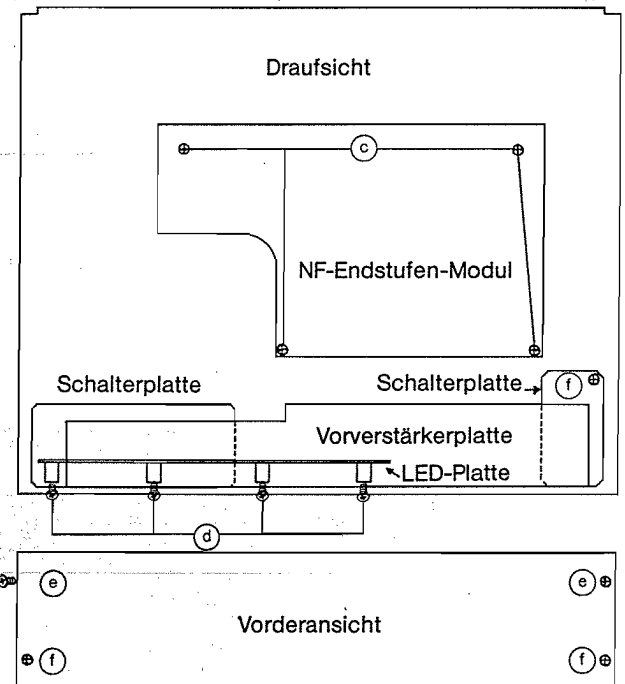 Draufsicht
c
NF-Endstufen-Modul
Schalterplatte
Schalterplatte
f
Vorverstärkerplatte
LED-Platte
d
e
e
Vorderansicht
f
f